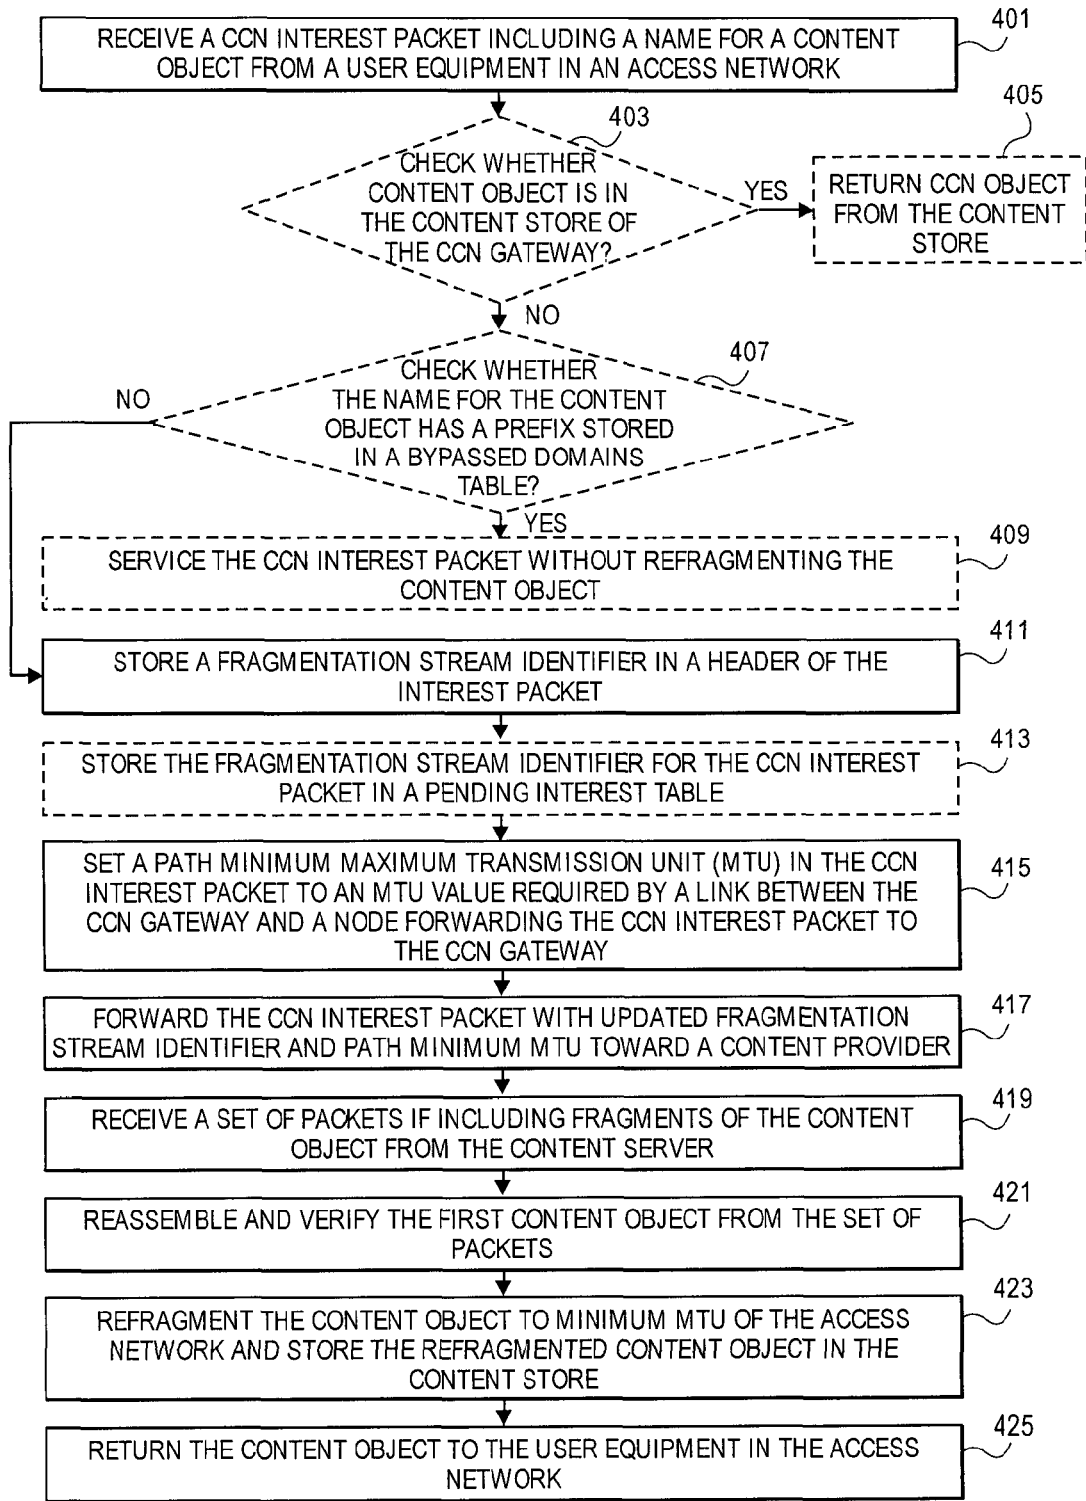 401
RECEIVE A CCN INTEREST PACKET INCLUDING A NAME FOR A CONTENT
OBJECT FROM A USER EQUIPMENT IN AN ACCESS NETWORK
403
405
CHECK WHETHER
CONTENT OBJECT IS IN
THE CONTENT STORE OF
THE CCN GATEWAY?
YES
RETURN CCN OBJECT
FROM THE CONTENT
STORE
NO
407
CHECK WHETHER
THE NAME FOR THE CONTENT
OBJECT HAS A PREFIX STORED
IN A BYPASSED DOMAINS
TABLE?
NO
YES
409
SERVICE THE CCN INTEREST PACKET WITHOUT REFRAGMENTING THE
CONTENT OBJECT
411
STORE A FRAGMENTATION STREAM IDENTIFIER IN A HEADER OF THE
INTEREST PACKET
413
STORE THE FRAGMENTATION STREAM IDENTIFIER FOR THE CCN INTEREST
PACKET IN A PENDING INTEREST TABLE
415
SET A PATH MINIMUM MAXIMUM TRANSMISSION UNIT (MTU) IN THE CCN
INTEREST PACKET TO AN MTU VALUE REQUIRED BY A LINK BETWEEN THE
CCN GATEWAY AND A NODE FORWARDING THE CCN INTEREST PACKET TO
THE CCN GATEWAY
417
FORWARD THE CCN INTEREST PACKET WITH UPDATED FRAGMENTATION
STREAM IDENTIFIER AND PATH MINIMUM MTU TOWARD A CONTENT PROVIDER
419
RECEIVE A SET OF PACKETS IF INCLUDING FRAGMENTS OF THE CONTENT
OBJECT FROM THE CONTENT SERVER
421
REASSEMBLE AND VERIFY THE FIRST CONTENT OBJECT FROM THE SET OF
PACKETS
423
REFRAGMENT THE CONTENT OBJECT TO MINIMUM MTU OF THE ACCESS
NETWORK AND STORE THE REFRAGMENTED CONTENT OBJECT IN THE
CONTENT STORE
425
RETURN THE CONTENT OBJECT TO THE USER EQUIPMENT IN THE ACCESS
NETWORK